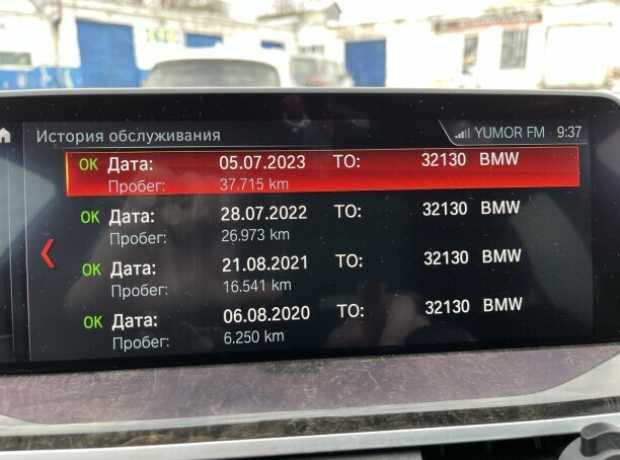 История обслуживания YUMOR FM 9:37
OK Дата: 05.07.2023 ТО: 32130 BMW
Пробег: 37.715 km
OK Дата: 28.07.2022 ТО: 32130 BMW
Пробег: 26.973 km
OK Дата: 21.08.2021 ТО: 32130 BMW
Пробег: 16.541 km
OK Дата: 06.08.2020 ТО: 32130 BMW
Пробег: 6.250 km